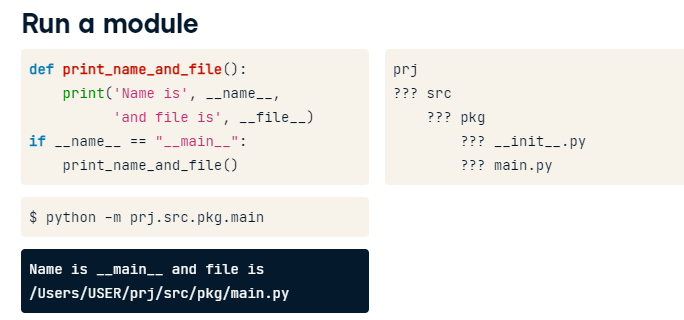 Run a module
def print_name_and_file():
    print('Name is', __name__,
          'and file is', __file__)
if __name__ == "__main__":
    print_name_and_file()
prj
??? src
    ??? pkg
        ??? __init__.py
        ??? main.py
$ python -m prj.src.pkg.main
Name is __main__ and file is
/Users/USER/prj/src/pkg/main.py